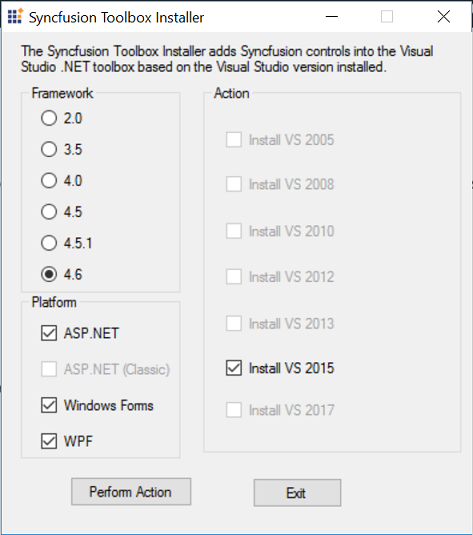 Syncfusion Toolbox Installer
The Syncfusion Toolbox Installer adds Syncfusion controls into the Visual
Studio .NET toolbox based on the Visual Studio version installed.
Framework
2.0
3.5
4.0
4.5
4.5.1
4.6
Platform
ASP.NET
ASP.NET (Classic)
Windows Forms
WPF
Action
Install VS 2005
Install VS 2008
Install VS 2010
Install VS 2012
Install VS 2013
Install VS 2015
Install VS 2017
Perform Action
Exit